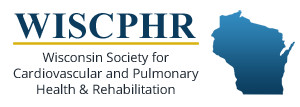 WISCPHR
Wisconsin Society for
Cardiovascular and Pulmonary
Health & Rehabilitation